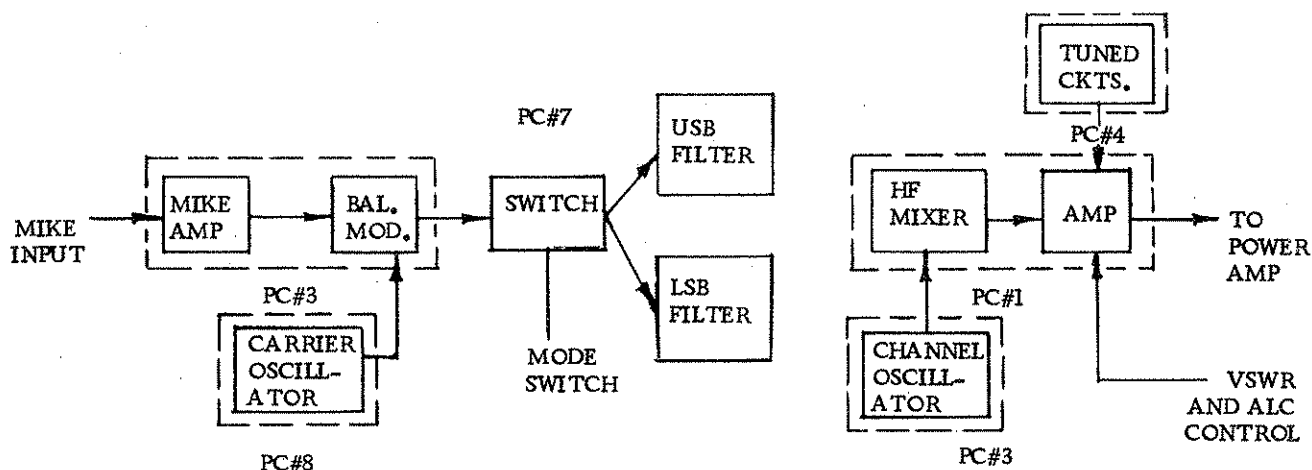 TUNED
CKTS.
PC#7
PC#4
USB
FILTER
MIKE
AMP
BAL.
MOD.
SWITCH
HF
MIXER
AMP
MIKE
INPUT
TO
POWER
AMP
PC#3
LSB
FILTER
PC#1
CARRIER
OSCILL-
ATOR
MODE
SWITCH
CHANNEL
OSCILL-
ATOR
VSWR
AND ALC
CONTROL
PC#8
PC#3